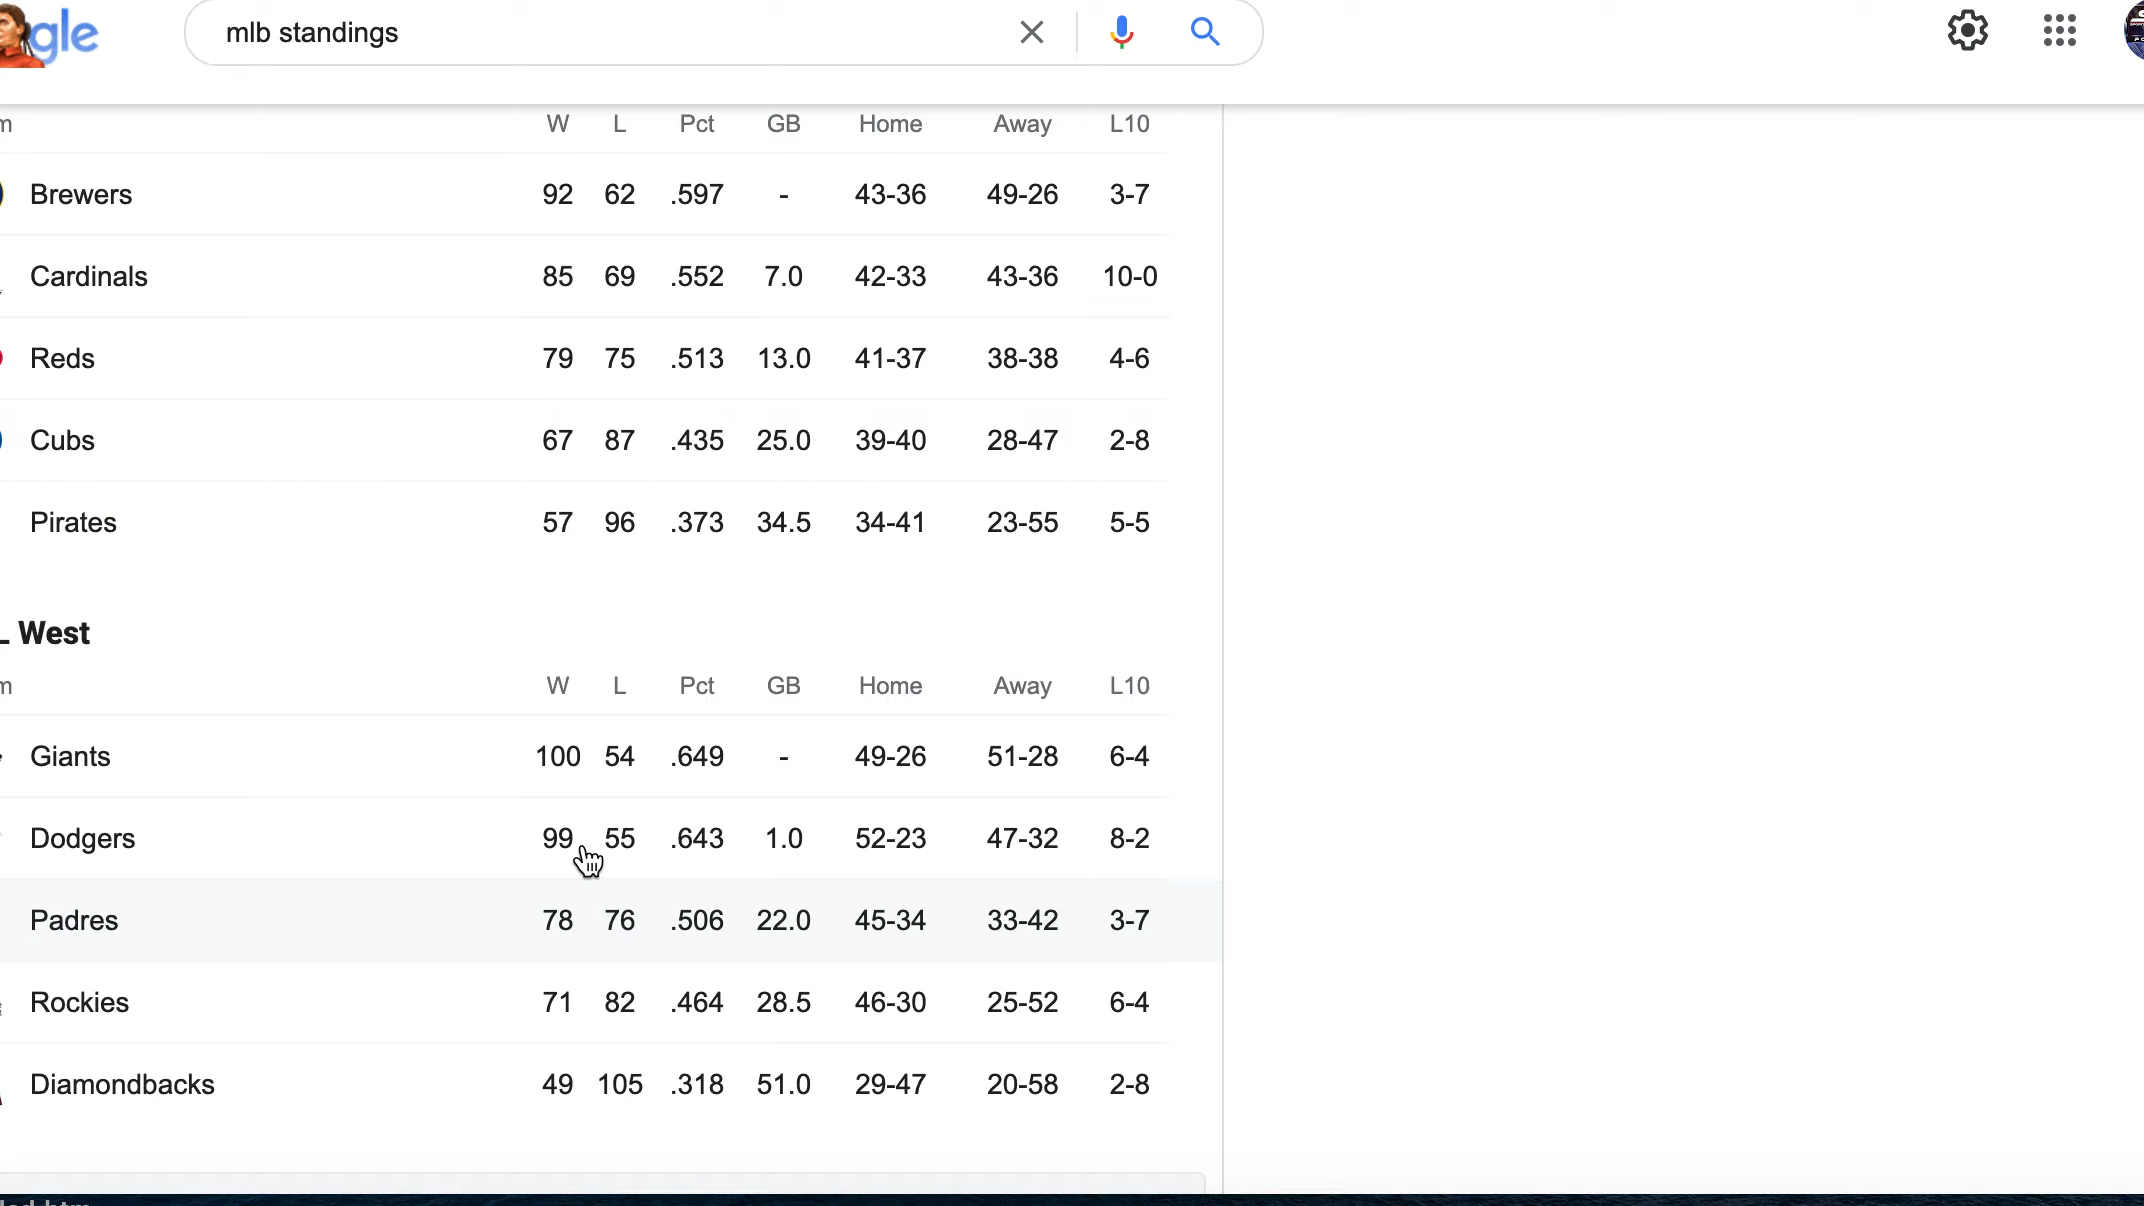 gle mlb standings
m W L Pct GB Home Away L10
Brewers 92 62 .597 - 43-36 49-26 3-7
Cardinals 85 69 .552 7.0 42-33 43-36 10-0
Reds 79 75 .513 13.0 41-37 38-38 4-6
Cubs 67 87 .435 25.0 39-40 28-47 2-8
Pirates 57 96 .373 34.5 34-41 23-55 5-5
L West
m W L Pct GB Home Away L10
Giants 100 54 .649 - 49-26 51-28 6-4
Dodgers 99 55 .643 1.0 52-23 47-32 8-2
Padres 78 76 .506 22.0 45-34 33-42 3-7
Rockies 71 82 .464 28.5 46-30 25-52 6-4
Diamondbacks 49 105 .318 51.0 29-47 20-58 2-8